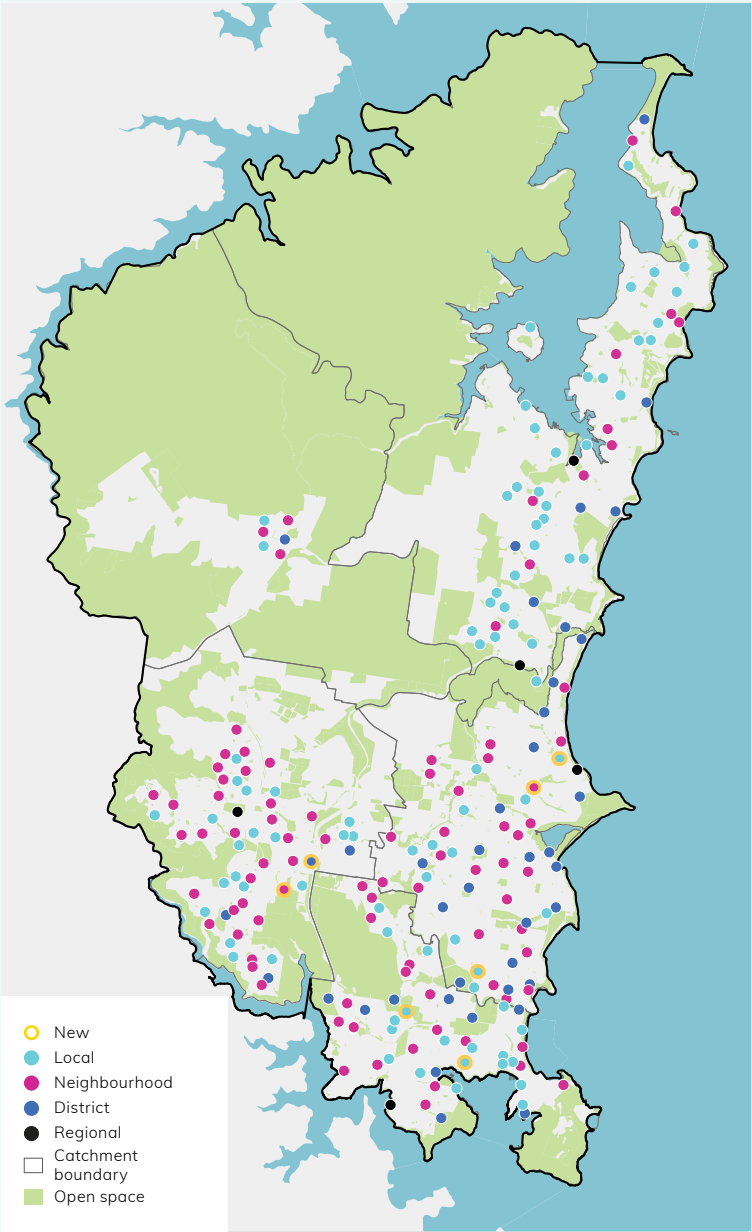 New
Local
Neighbourhood
District
Regional
Catchment
boundary
Open space